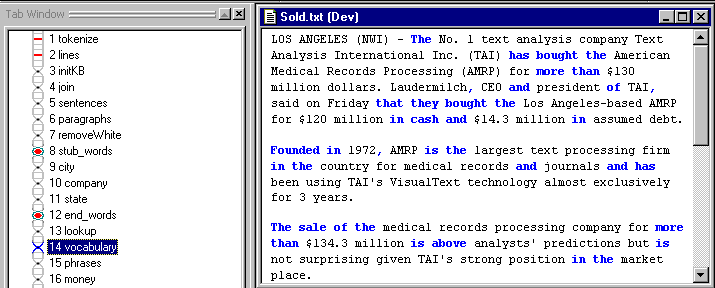 Tab Window
1 tokenize
2 lines
3 initKB
4 join
5 sentences
6 paragraphs
7 removeWhite
8 stub_words
9 city
10 company
11 state
12 end_words
13 lookup
14 vocabulary
15 phrases
16 money
Sold.txt (Dev)
LOS ANGELES (NWI) - The No. 1 text analysis company Text
Analysis International Inc. (TAI) has bought the American
Medical Records Processing (AMRP) for more than $130
million dollars. Laudermilch, CEO and president of TAI,
said on Friday that they bought the Los Angeles-based AMRP
for $120 million in cash and $14.3 million in assumed debt.
Founded in 1972, AMRP is the largest text processing firm
in the country for medical records and journals and has
been using TAI's VisualText technology almost exclusively
for 3 years.
The sale of the medical records processing company for more
than $134.3 million is above analysts' predictions but is
not surprising given TAI's strong position in the market
place.